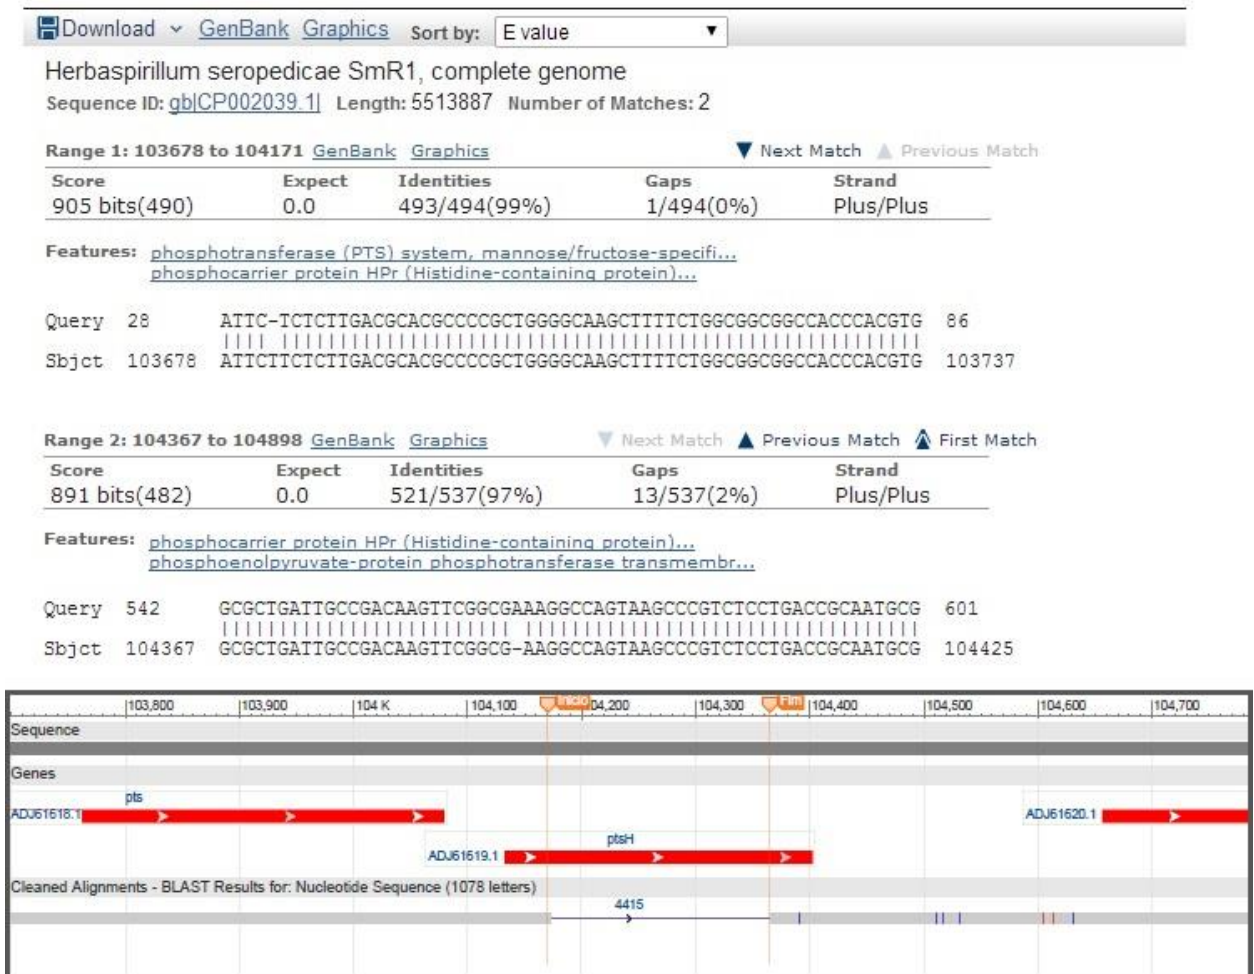 Download GenBank Graphics Sort by: E value
Herbaspirillum seropedicae SmR1, complete genome
Sequence ID: gb|CP002039.1| Length: 5513887 Number of Matches: 2
Range 1: 103678 to 104171 GenBank Graphics Next Match Previous Match
Score Expect Identities Gaps Strand
905 bits(490) 0.0 493/494(99%) 1/494(0%) Plus/Plus
Features: phosphotransferase (PTS) system, mannose/fructose-specifi...
phosphocarrier protein HPr (Histidine-containing protein)...
Query 28 ATTC-TCTCTTGACGCACGCCCCGCTGGGGCAAGCTTTTCTGGCGGCGGCCACCCACGTG 86
Sbjct 103678 ATTCTTCTCTTGACGCACGCCCCGCTGGGGCAAGCTTTTCTGGCGGCGGCCACCCACGTG 103737
Range 2: 104367 to 104898 GenBank Graphics Next Match Previous Match First Match
Score Expect Identities Gaps Strand
891 bits(482) 0.0 521/537(97%) 13/537(2%) Plus/Plus
Features: phosphocarrier protein HPr (Histidine-containing protein)...
phosphoenolpyruvate-protein phosphotransferase transmembr...
Query 542 GCGCTGATTGCCGACAAGTTCGGCGAAAGGCCAGTAAGCCCGTCTCCTGACCGCAATGCG 601
Sbjct 104367 GCGCTGATTGCCGACAAGTTCGGCG-AAGGCCAGTAAGCCCGTCTCCTGACCGCAATGCG 104425
103,800 103,900 104 K 104,100 Inicio 04,200 104,300 Fim 104,400 104,500 104,600 104,700
Sequence
Genes
pts
ADJ61618.1 ADJ61620.1
ptsH
ADJ61619.1
Cleaned Alignments - BLAST Results for: Nucleotide Sequence (1078 letters)
4415